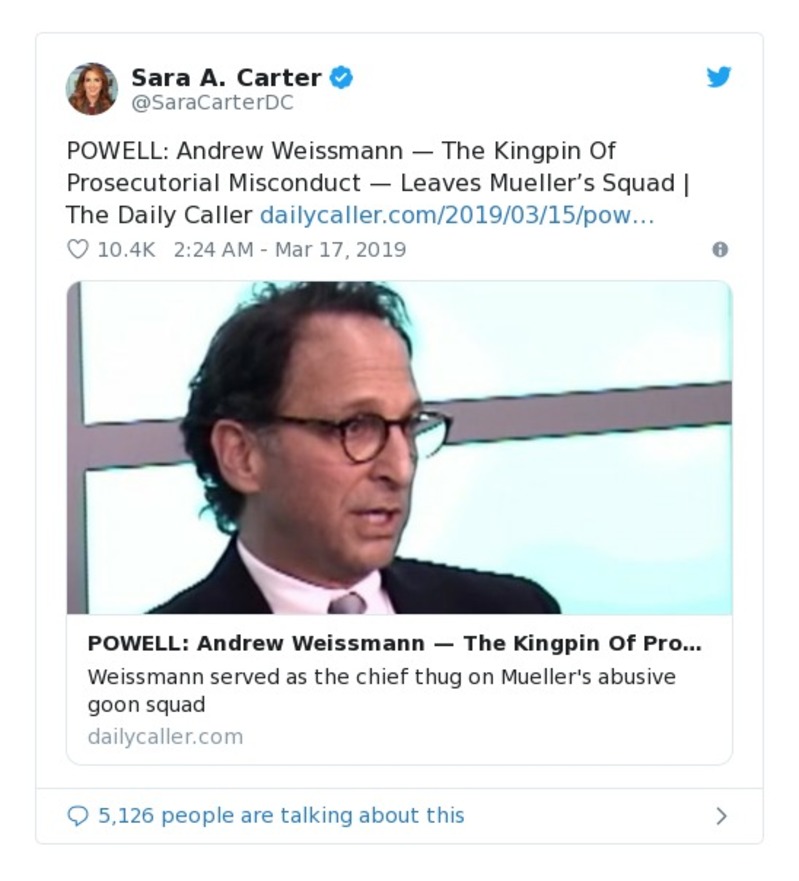 Sara A. Carter
@SaraCarterDC
POWELL: Andrew Weissmann — The Kingpin Of
Prosecutorial Misconduct — Leaves Mueller’s Squad |
The Daily Caller dailycaller.com/2019/03/15/pow…
10.4K 2:24 AM - Mar 17, 2019
POWELL: Andrew Weissmann — The Kingpin Of Pro...
Weissmann served as the chief thug on Mueller's abusive
goon squad
dailycaller.com
5,126 people are talking about this